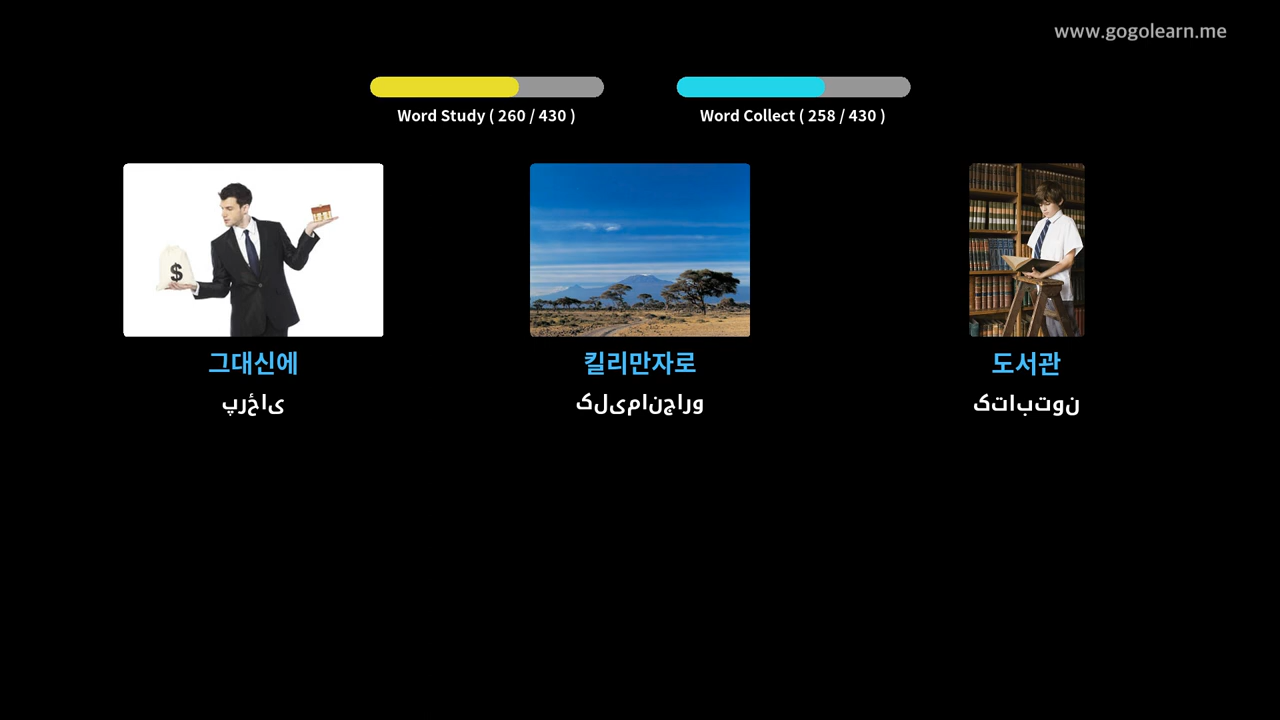 www.gogolearn.me
Word Study ( 260 / 430 )
Word Collect ( 258 / 430 )
그대신에
킬리만자로
도서관
پرځای
کلیمانجارو
کتابتون